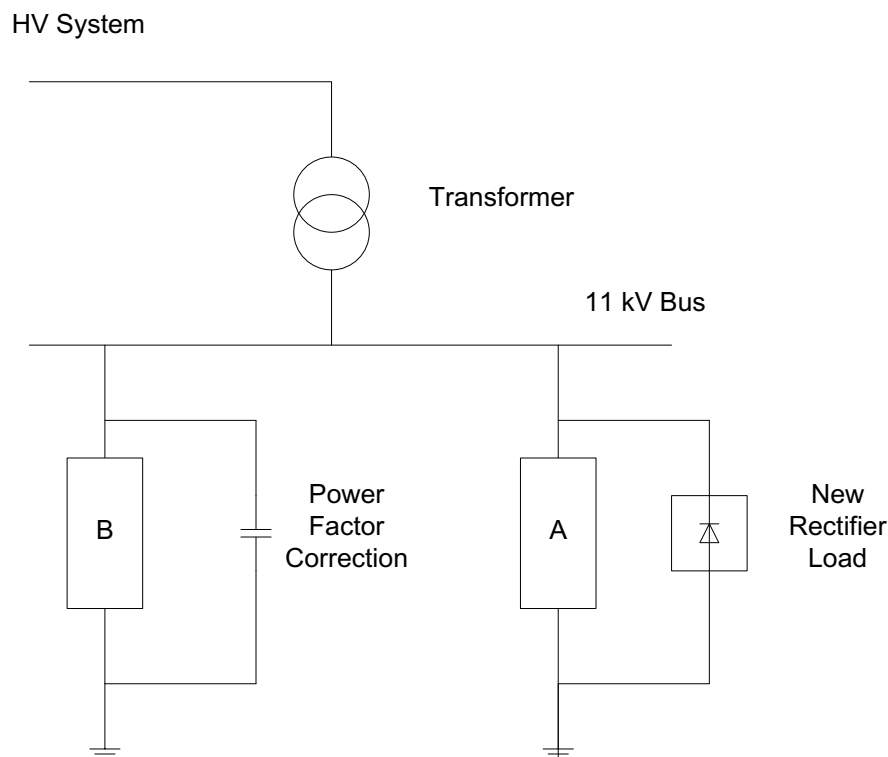 HV System
Transformer
11 kV Bus
B
Power
Factor
Correction
A
New
Rectifier
Load